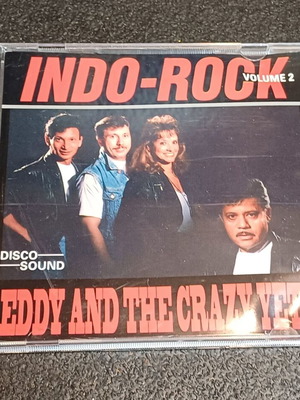 INDO-ROCK
VOLUME 2
DISCO
SOUND
EDDY AND THE CRAZY